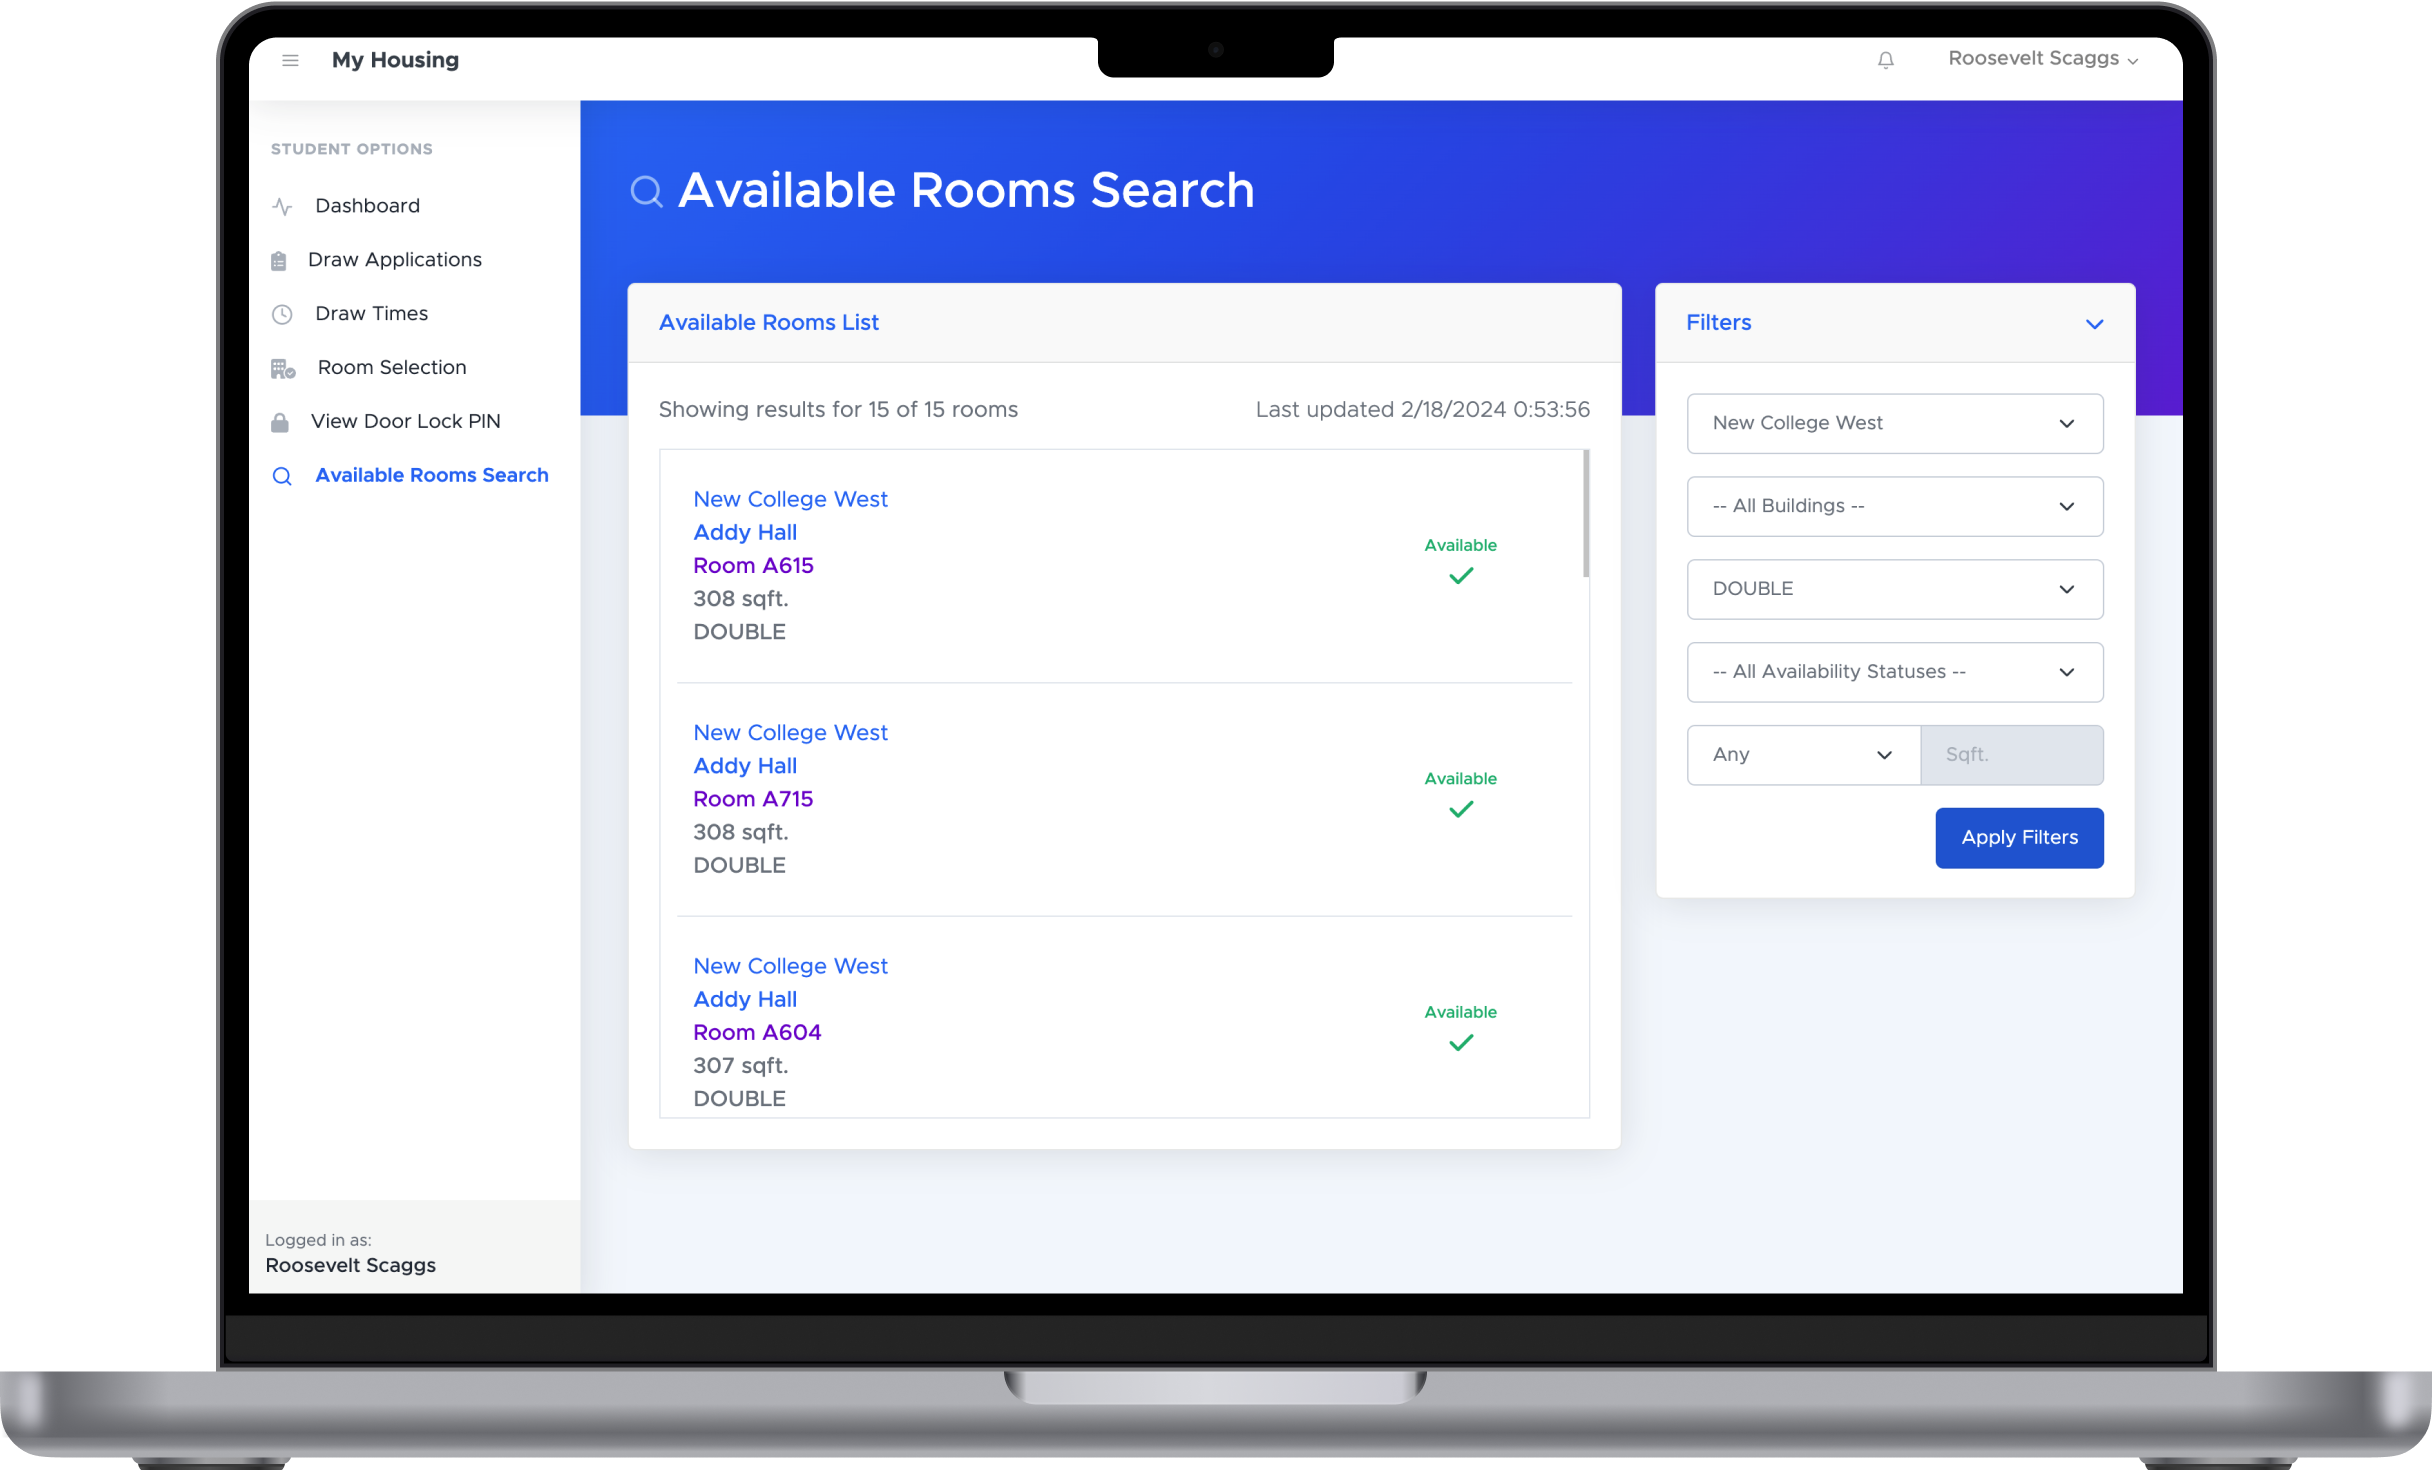 My Housing
Roosevelt Scaggs
STUDENT OPTIONS
Dashboard
Draw Applications
Draw Times
Room Selection
View Door Lock PIN
Available Rooms Search
Logged in as:
Roosevelt Scaggs
Available Rooms Search
Available Rooms List
Showing results for 15 of 15 rooms
Last updated 2/18/2024 0:53:56
New College West
Addy Hall
Room A615
308 sqft.
DOUBLE
Available
New College West
Addy Hall
Room A715
308 sqft.
DOUBLE
Available
New College West
Addy Hall
Room A604
307 sqft.
DOUBLE
Available
Filters
New College West
-- All Buildings --
DOUBLE
-- All Availability Statuses --
Any
Sqft.
Apply Filters